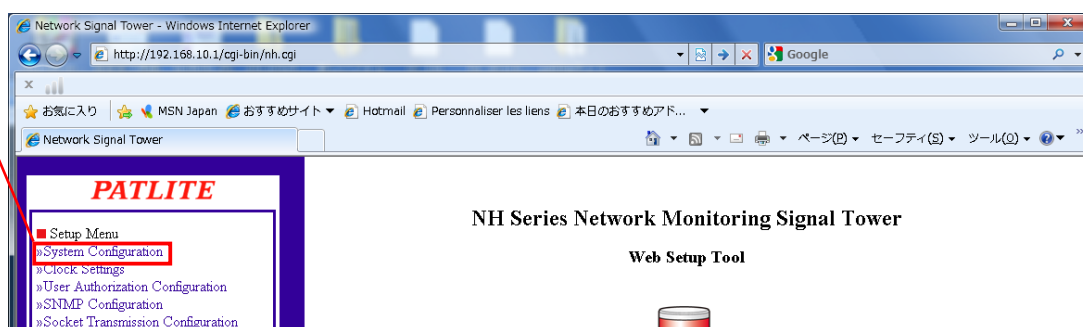 Network Signal Tower - Windows Internet Explorer
http://192.168.10.1/cgi-bin/nh.cgi
Google
お気に入り MSN Japan おすすめサイト Hotmail Personnaliser les liens 本日のおすすめアド...
Network Signal Tower ページ(P) セーフティ(S) ツール(O)
PATLITE
Setup Menu
»System Configuration
»Clock Settings
»User Authorization Configuration
»SNMP Configuration
»Socket Transmission Configuration
NH Series Network Monitoring Signal Tower
Web Setup Tool